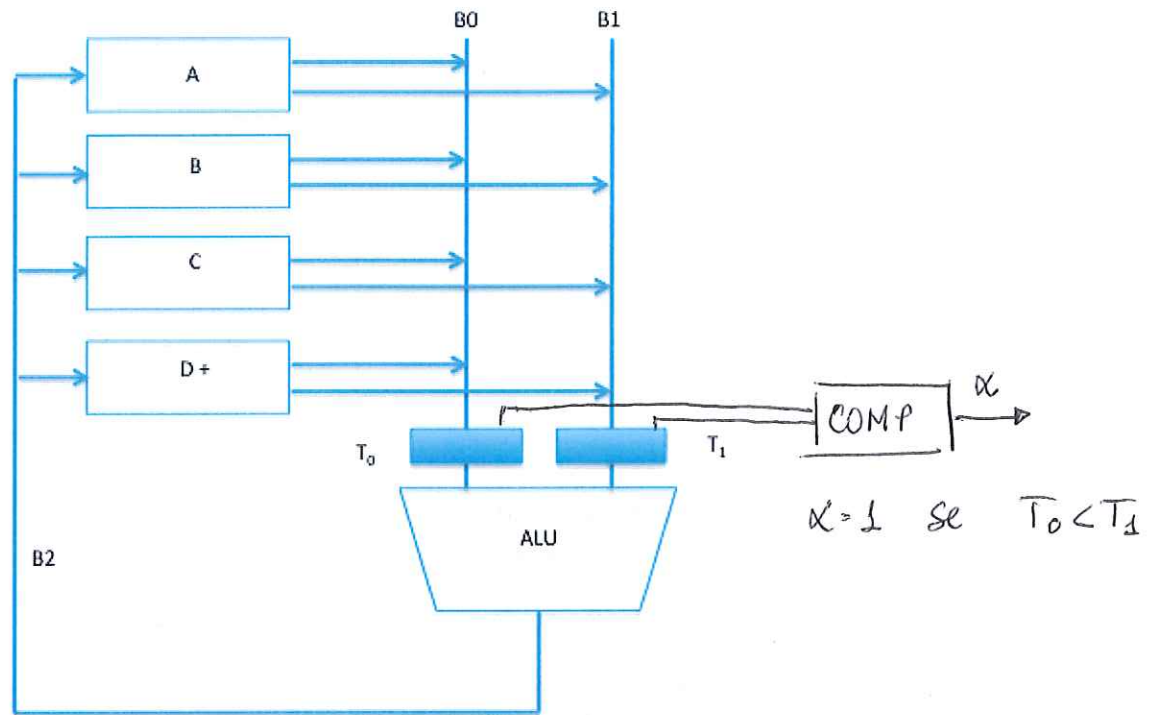 B0
B1
A
B
C
D +
T₀
T₁
COMP
α
α=1 se T₀<T₁
ALU
B2